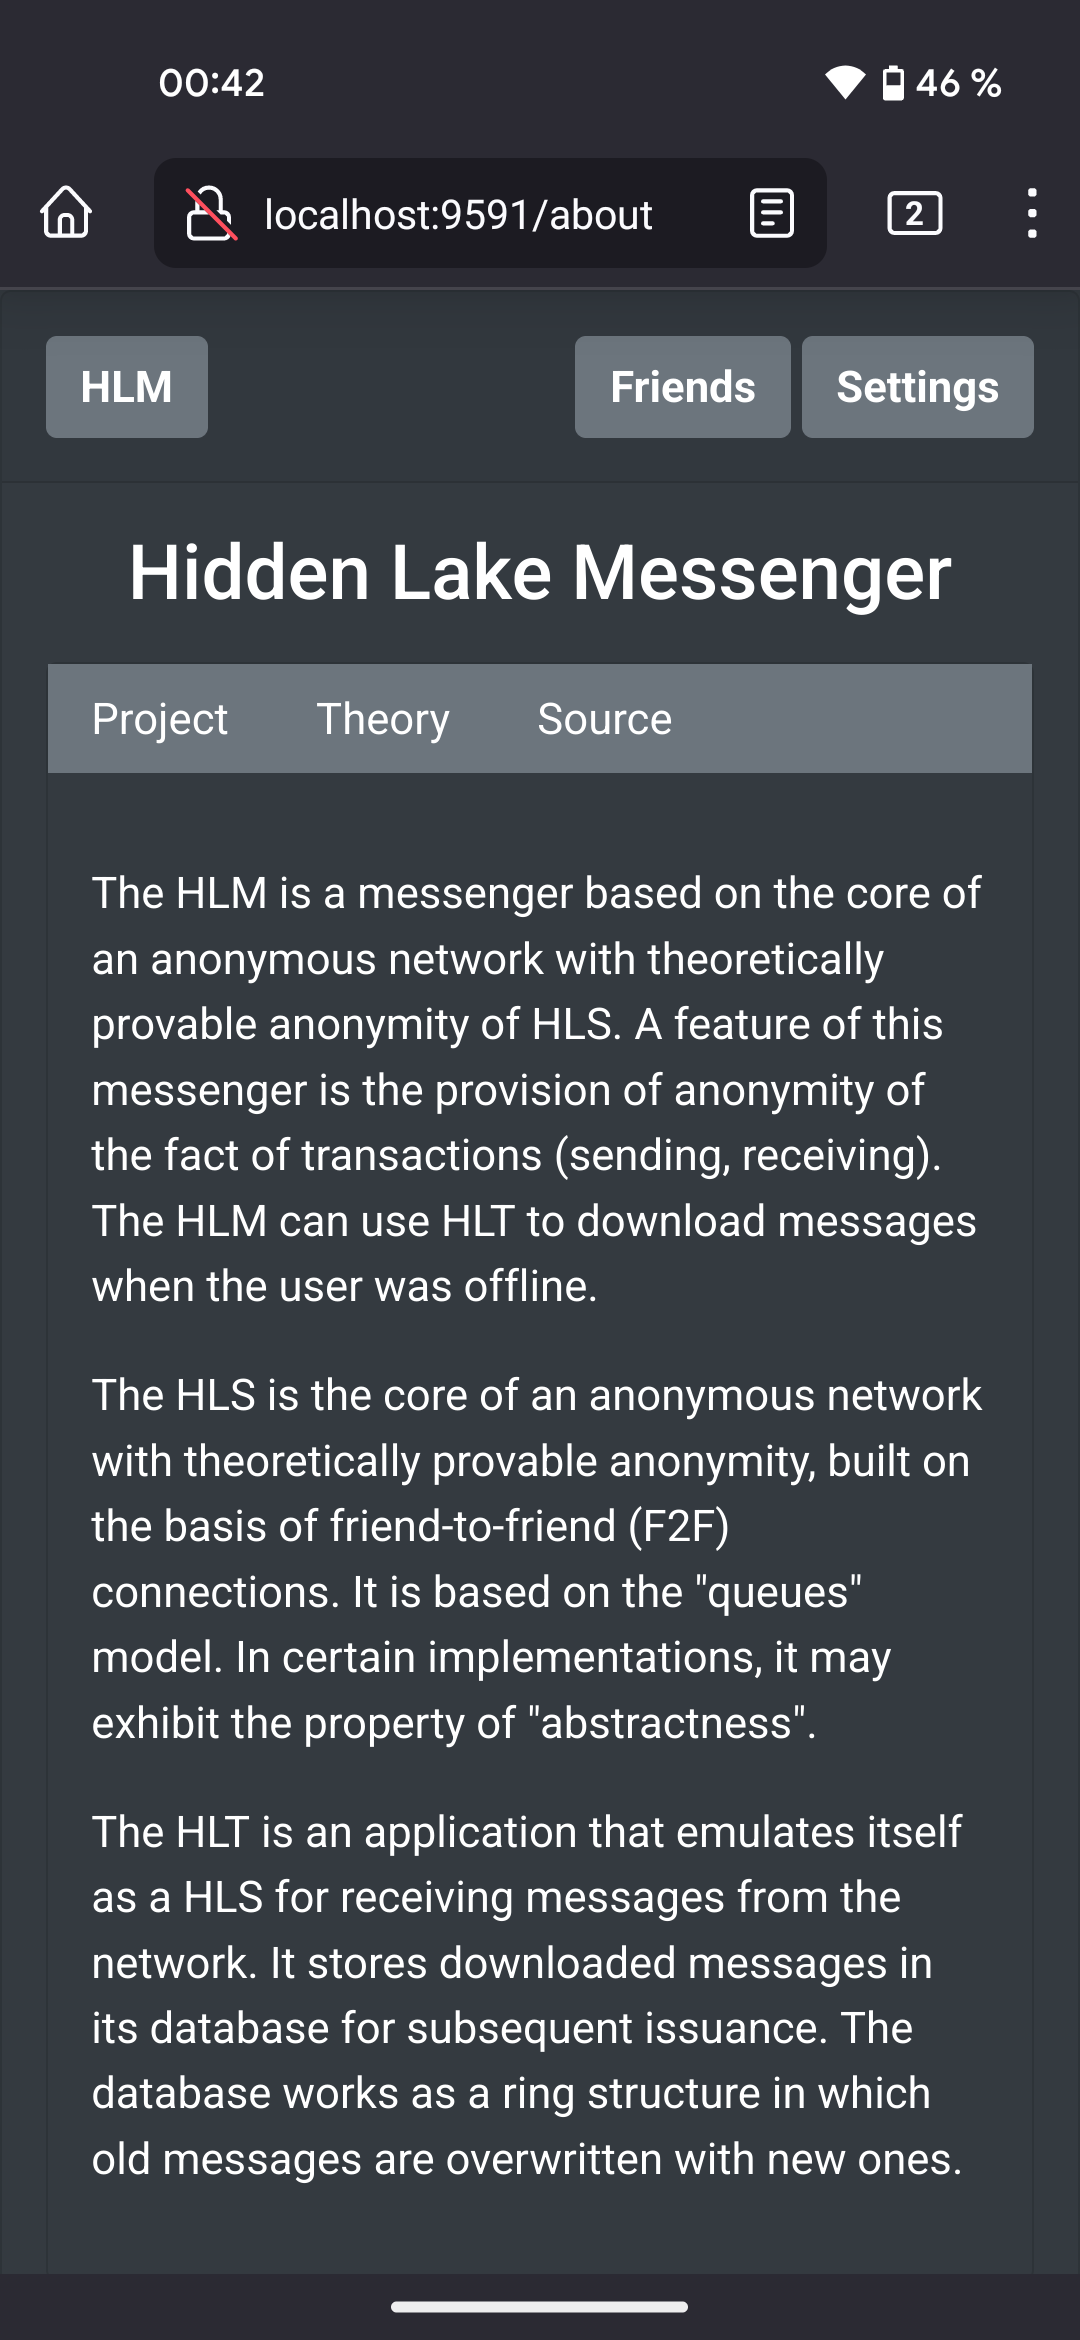 00:42 46 %
localhost:9591/about 2
HLM Friends Settings
Hidden Lake Messenger
Project Theory Source
The HLM is a messenger based on the core of
an anonymous network with theoretically
provable anonymity of HLS. A feature of this
messenger is the provision of anonymity of
the fact of transactions (sending, receiving).
The HLM can use HLT to download messages
when the user was offline.
The HLS is the core of an anonymous network
with theoretically provable anonymity, built on
the basis of friend-to-friend (F2F)
connections. It is based on the "queues"
model. In certain implementations, it may
exhibit the property of "abstractness".
The HLT is an application that emulates itself
as a HLS for receiving messages from the
network. It stores downloaded messages in
its database for subsequent issuance. The
database works as a ring structure in which
old messages are overwritten with new ones.